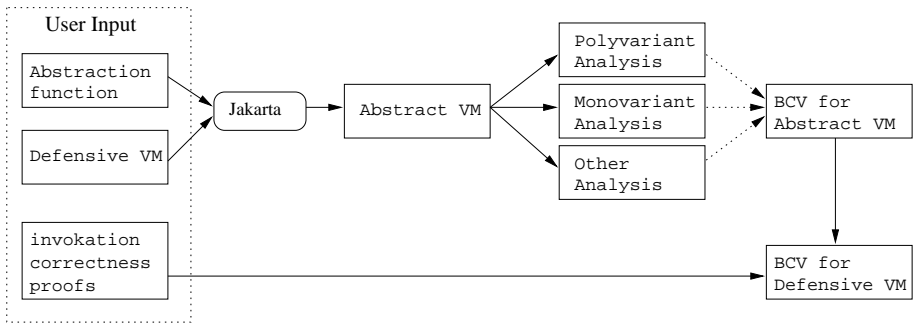 User Input
Abstraction
function
Defensive VM
invokation
correctness
proofs
Jakarta
Abstract VM
Polyvariant
Analysis
Monovariant
Analysis
Other
Analysis
BCV for
Abstract VM
BCV for
Defensive VM